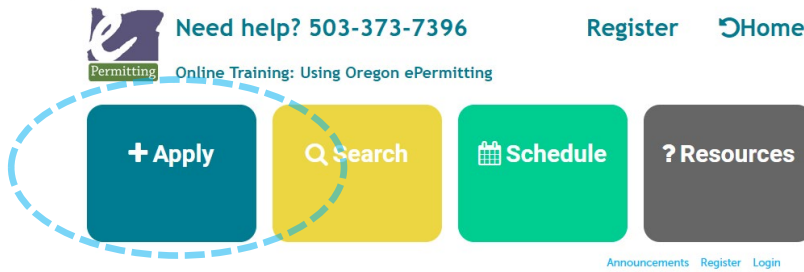 Need help? 503-373-7396 Register Home
e
Permitting
Online Training: Using Oregon ePermitting
+ Apply Search Schedule ? Resources
Announcements Register Login